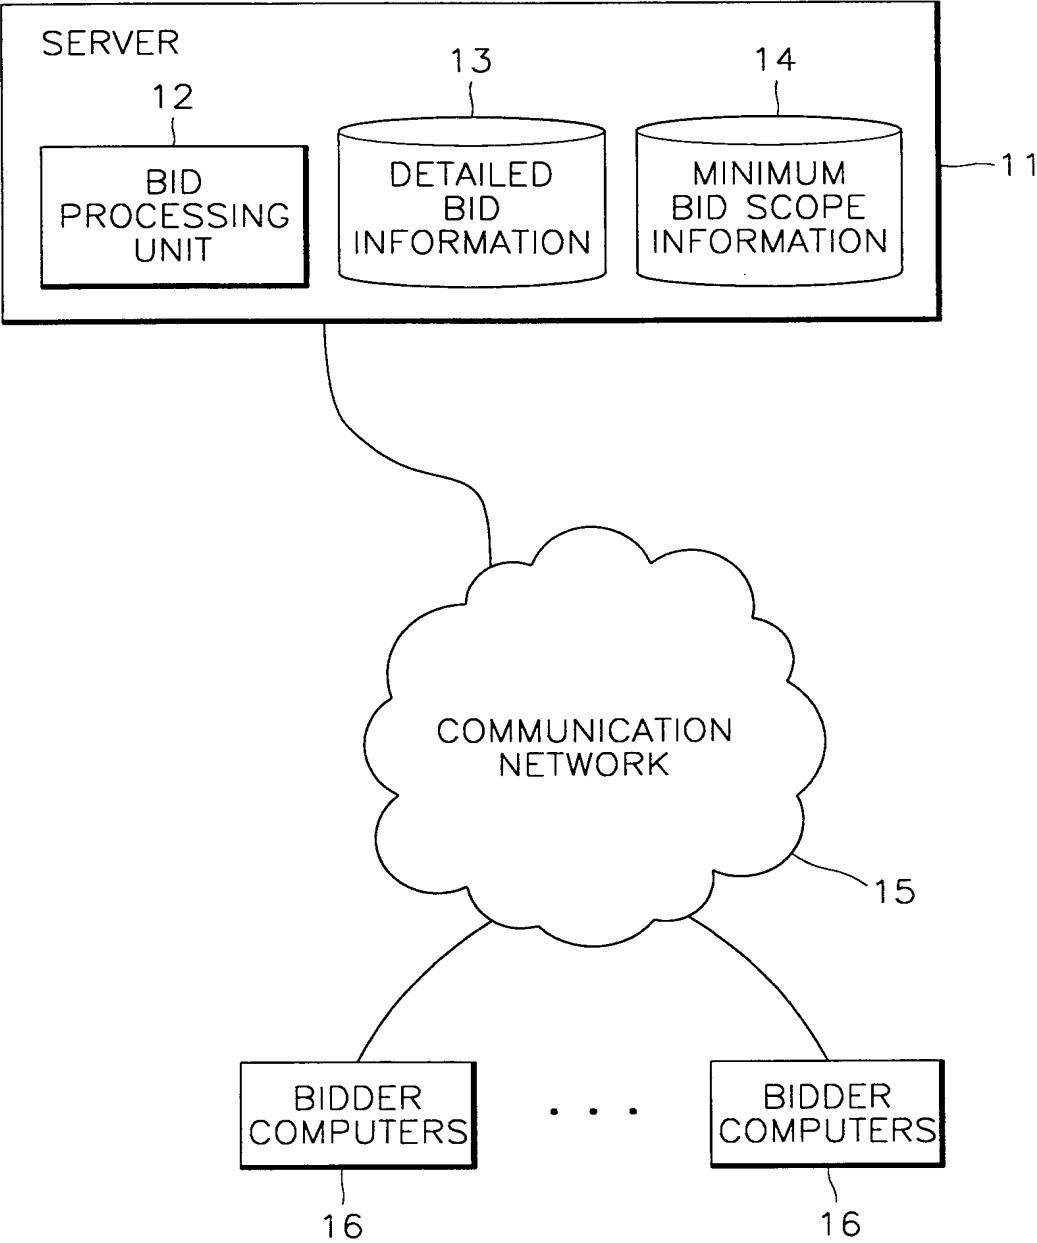 SERVER
12
13
14
BID
PROCESSING
UNIT
DETAILED
BID
INFORMATION
MINIMUM
BID SCOPE
INFORMATION
11
COMMUNICATION
NETWORK
15
BIDDER
COMPUTERS
. . .
BIDDER
COMPUTERS
16
16